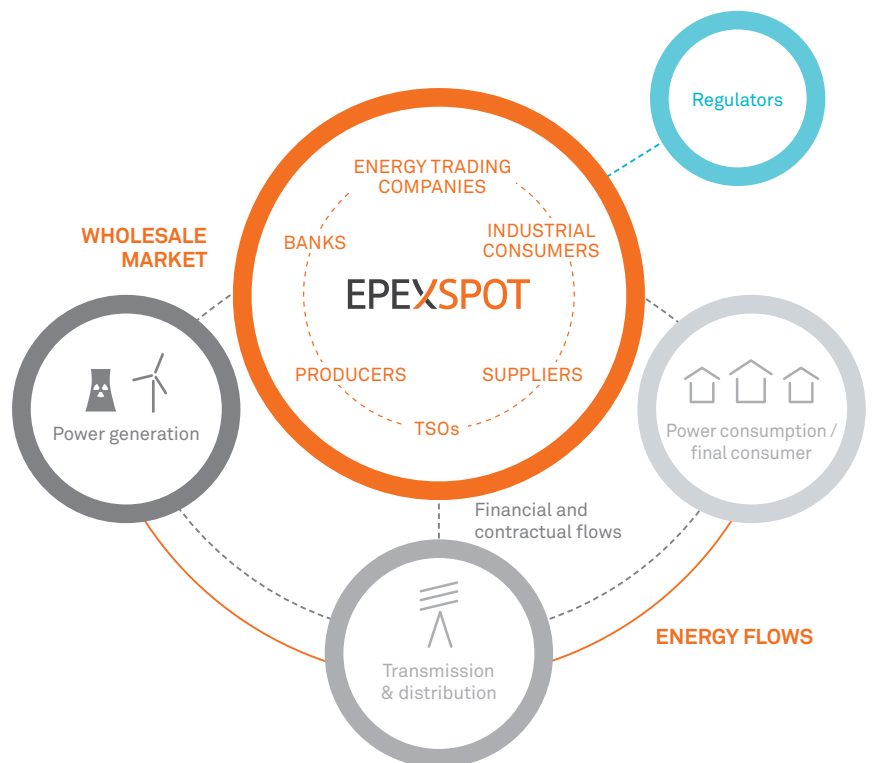 Regulators
ENERGY TRADING
COMPANIES
WHOLESALE
MARKET
BANKS
INDUSTRIAL
CONSUMERS
EPEXSPOT
PRODUCERS
SUPPLIERS
TSOs
Power generation
Power consumption /
final consumer
Financial and
contractual flows
ENERGY FLOWS
Transmission
& distribution